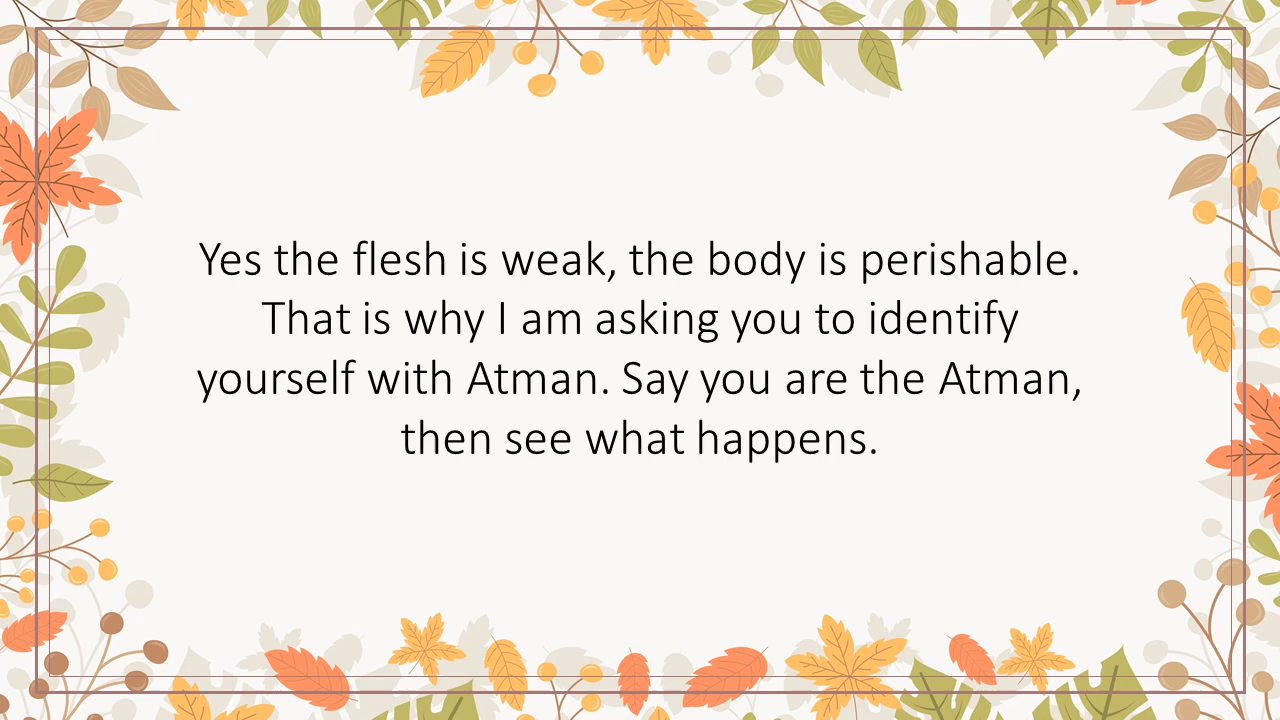 Yes the flesh is weak, the body is perishable.
That is why I am asking you to identify
yourself with Atman. Say you are the Atman,
then see what happens.